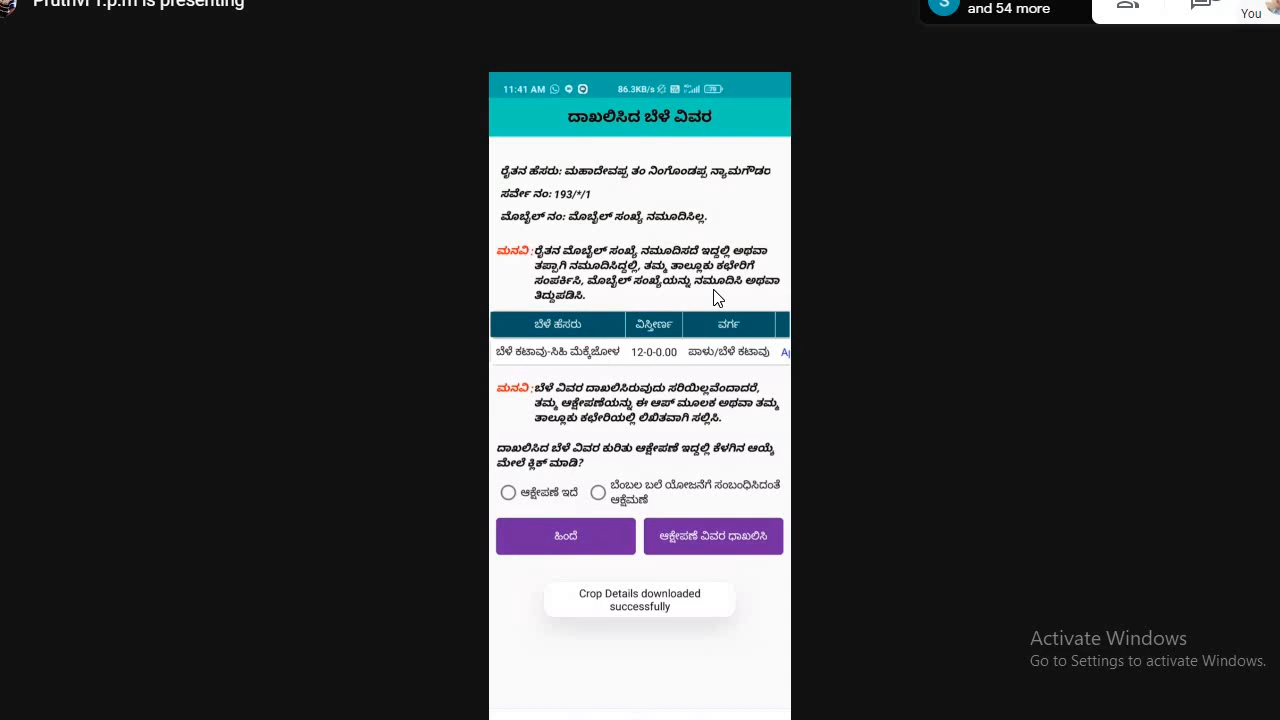 Pruthvi T.p.m is presenting
S
and 54 more
You
11:41 AM
86.3KB/s
ದಾಖಲಿಸಿದ ಬೆಳೆ ವಿವರ
ರೈತನ ಹೆಸರು: ಮಹಾದೇವಪ್ಪ ತಂ ನಿಂಗೊಂಡಪ್ಪ ನ್ಯಾಮಗೌಡರ
ಸರ್ವೇ ನಂ: 193/*/1
ಮೊಬೈಲ್ ನಂ: ಮೊಬೈಲ್ ಸಂಖ್ಯೆ ನಮೂದಿಸಿಲ್ಲ.
ಮನವಿ : ರೈತನ ಮೊಬೈಲ್ ಸಂಖ್ಯೆ ನಮೂದಿಸದೆ ಇದ್ದಲ್ಲಿ ಅಥವಾ
ತಪ್ಪಾಗಿ ನಮೂದಿಸಿದ್ದಲ್ಲಿ, ತಮ್ಮ ತಾಲ್ಲೂಕು ಕಛೇರಿಗೆ
ಸಂಪರ್ಕಿಸಿ, ಮೊಬೈಲ್ ಸಂಖ್ಯೆಯನ್ನು ನಮೂದಿಸಿ ಅಥವಾ
ತಿದ್ದುಪಡಿಸಿ.
ಬೆಳೆ ಹೆಸರು ವಿಸ್ತೀರ್ಣ ವರ್ಗ
ಬೆಳೆ ಕಟಾವು-ಸಿಹಿ ಮೆಕ್ಕೆಜೋಳ 12-0-0.00 ಪಾಳು/ಬೆಳೆ ಕಟಾವು
ಮನವಿ : ಬೆಳೆ ವಿವರ ದಾಖಲಿಸಿರುವುದು ಸರಿಯಿಲ್ಲವೆಂದಾದರೆ,
ತಮ್ಮ ಆಕ್ಷೇಪಣೆಯನ್ನು ಈ ಆಪ್ ಮೂಲಕ ಅಥವಾ ತಮ್ಮ
ತಾಲ್ಲೂಕು ಕಛೇರಿಯಲ್ಲಿ ಲಿಖಿತವಾಗಿ ಸಲ್ಲಿಸಿ.
ದಾಖಲಿಸಿದ ಬೆಳೆ ವಿವರ ಕುರಿತು ಆಕ್ಷೇಪಣೆ ಇದ್ದಲ್ಲಿ ಕೆಳಗಿನ ಆಯ್ಕೆ
ಮೇಲೆ ಕ್ಲಿಕ್ ಮಾಡಿ?
ಆಕ್ಷೇಪಣೆ ಇದೆ
ಬೆಂಬಲ ಬೆಲೆ ಯೋಜನೆಗೆ ಸಂಬಂಧಿಸಿದಂತೆ
ಆಕ್ಷೆಮಣೆ
ಹಿಂದೆ
ಆಕ್ಷೇಪಣೆ ವಿವರ ಧಾಖಲಿಸಿ
Crop Details downloaded
successfully
Activate Windows
Go to Settings to activate Windows.